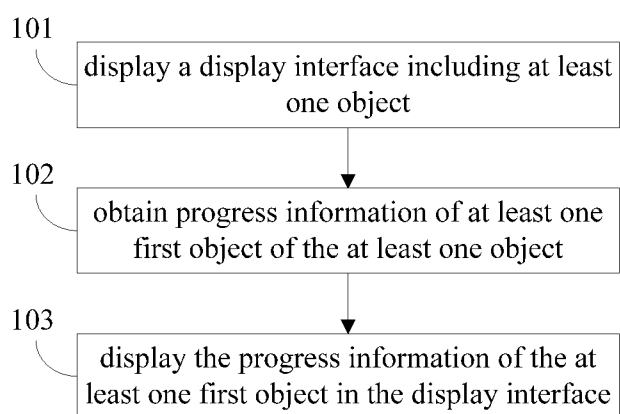 101
display a display interface including at least
one object
102
obtain progress information of at least one
first object of the at least one object
103
display the progress information of the at
least one first object in the display interface